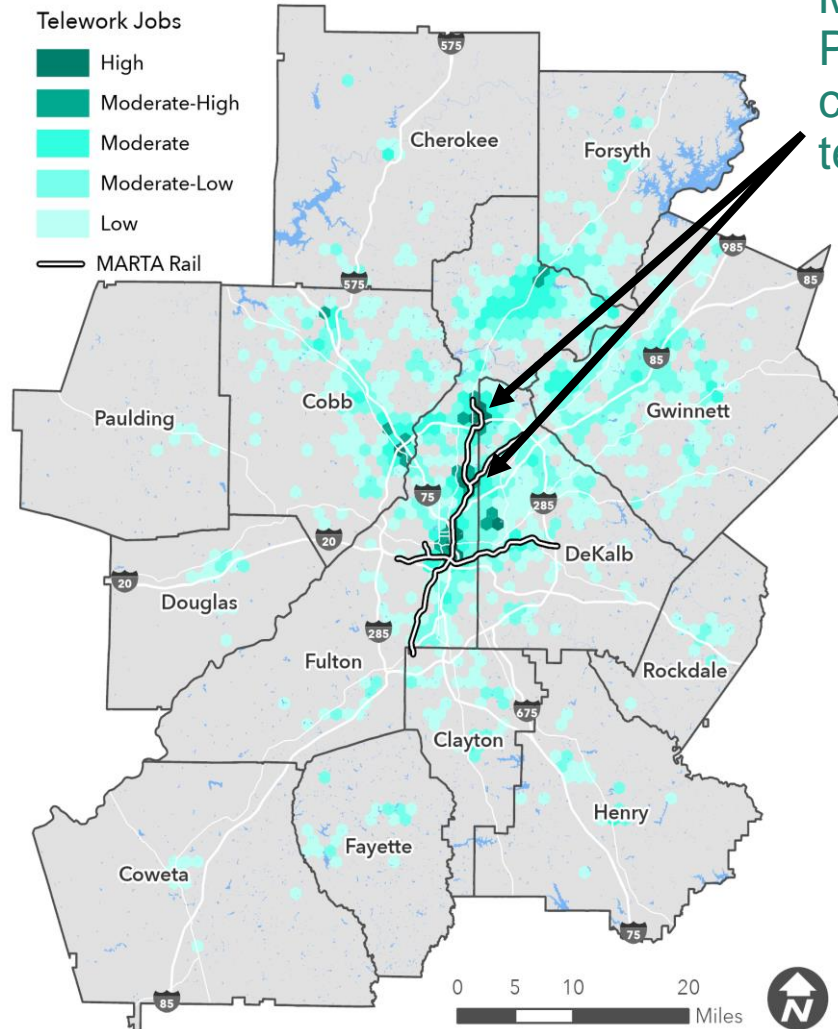 Telework Jobs
High
Moderate-High
Moderate
Moderate-Low
Low
MARTA Rail
575
Cherokee
Forsyth
985
575
85
85
Cobb
Gwinnett
Paulding
75
285
20
DeKalb
20
Douglas
285
Fulton
Rockdale
675
Clayton
Henry
Fayette
Coweta
75
85
0 5 10 20
Miles
N